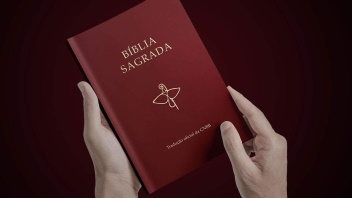 BÍBLIA
SAGRADA
Tradução oficial da CNBB